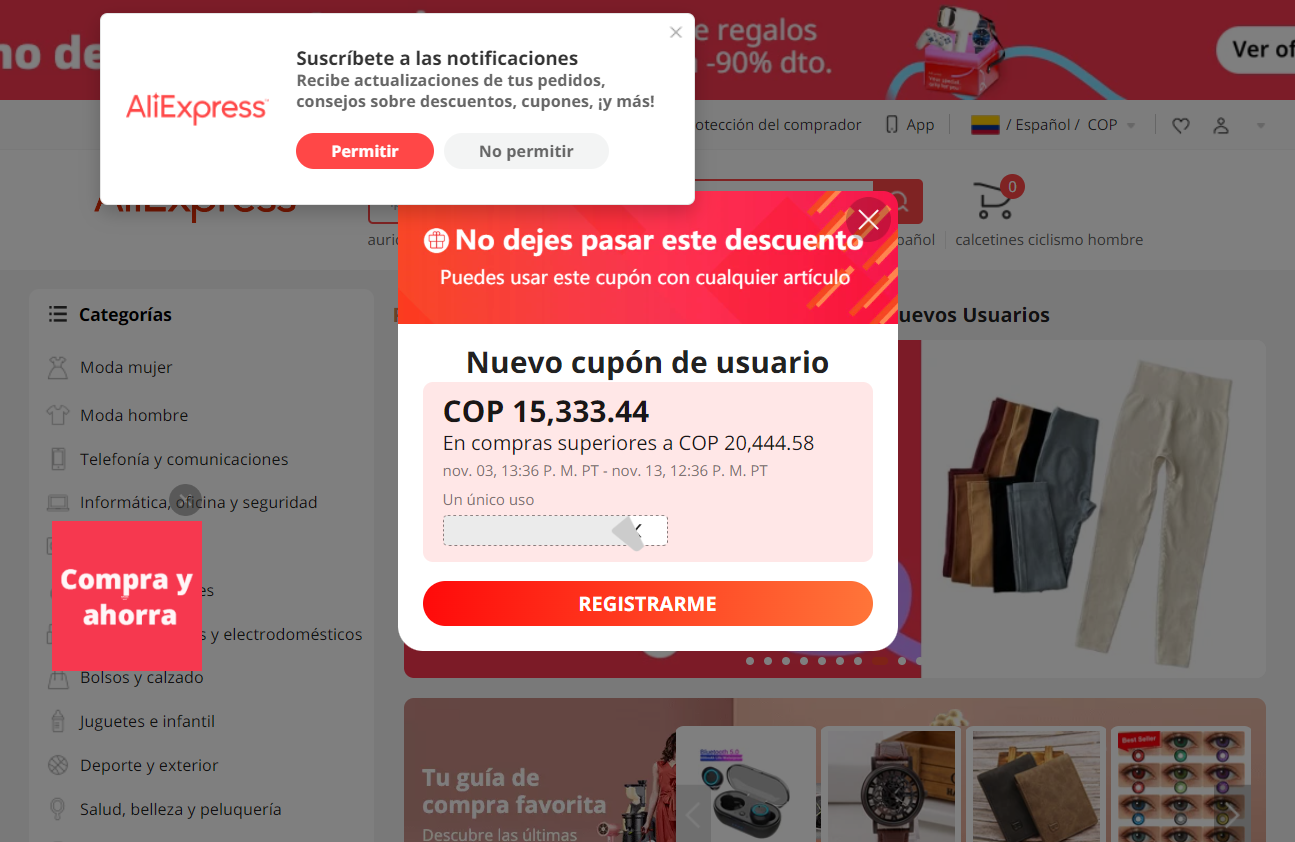 Suscríbete a las notificaciones
Recibe actualizaciones de tus pedidos,
consejos sobre descuentos, cupones, ¡y más!
AliExpress
Permitir
No permitir
no de
e regalos
-90% dto.
Ver of
otección del comprador
App
/ Español / COP
AliExpress
0
auri
pañol
calcetines ciclismo hombre
No dejes pasar este descuento
Puedes usar este cupón con cualquier artículo
Nuevo cupón de usuario
COP 15,333.44
En compras superiores a COP 20,444.58
nov. 03, 13:36 P. M. PT - nov. 13, 12:36 P. M. PT
Un único uso
REGISTRARME
Categorías
Moda mujer
Moda hombre
Telefonía y comunicaciones
Informática, oficina y seguridad
es
s y electrodomésticos
Bolsos y calzado
Juguetes e infantil
Deporte y exterior
Salud, belleza y peluquería
Compra y
ahorra
uevos Usuarios
Tu guía de
compra favorita
Descubre las últimas
Bluetooth 5.0
Best Seller